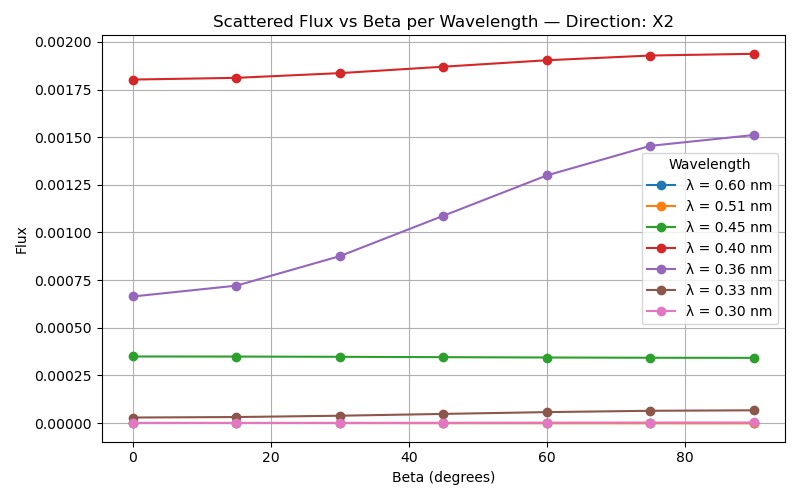 Scattered Flux vs Beta per Wavelength — Direction: X2
Flux
0.00200
0.00175
0.00150
0.00125
0.00100
0.00075
0.00050
0.00025
0.00000
Wavelength
λ = 0.60 nm
λ = 0.51 nm
λ = 0.45 nm
λ = 0.40 nm
λ = 0.36 nm
λ = 0.33 nm
λ = 0.30 nm
0 20 40 60 80
Beta (degrees)